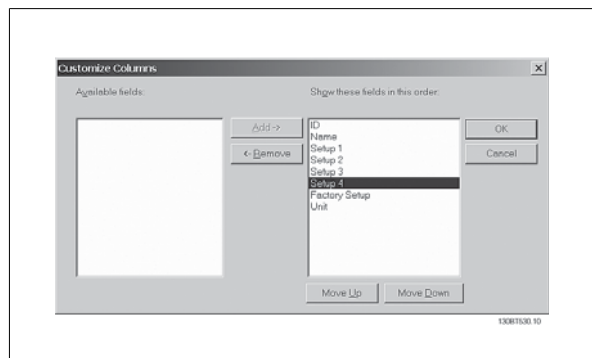 Customize Columns
Available fields:
Show these fields in this order:
Add ->
<- Remove
ID
Name
Setup 1
Setup 2
Setup 3
Setup 4
Factory Setup
Unit
OK
Cancel
Move Up
Move Down
130BT530.10